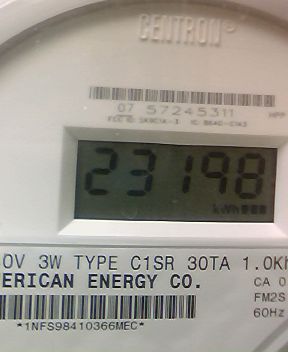 CENTRON®
07 57245311
23198
kWh
0V 3W TYPE C1SR 30TA 1.0Kh
ERICAN ENERGY CO.
CA 0
FM2S
60Hz
*1NFS98410366MEC*